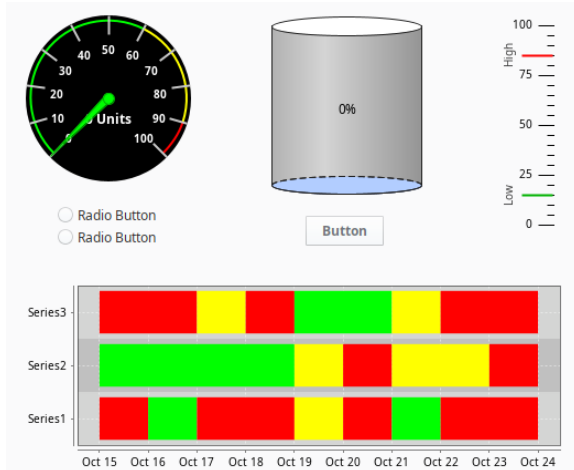 50
40 60
30 70
20 80
10 90
0 100
0 Units
0%
100
High
75
50
25
Low
0
Radio Button
Radio Button
Button
Series3
Series2
Series1
Oct 15 Oct 16 Oct 17 Oct 18 Oct 19 Oct 20 Oct 21 Oct 22 Oct 23 Oct 24